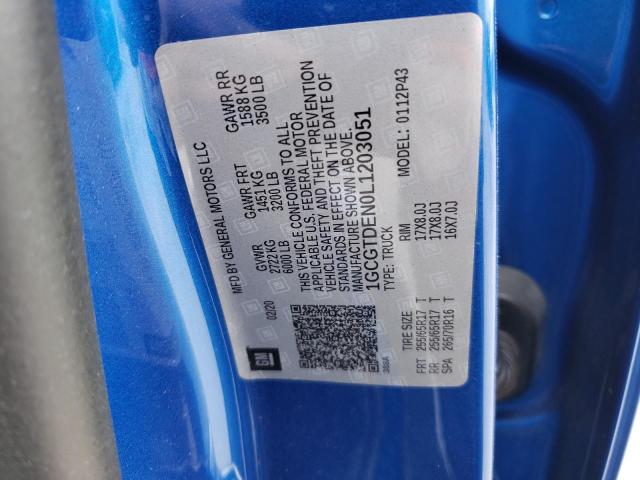 MFD BY GENERAL MOTORS LLC
02/20 GVWR GAWR FRT GAWR RR
2722 KG 1451 KG 1588 KG
6000 LB 3200 LB 3500 LB
THIS VEHICLE CONFORMS TO ALL
APPLICABLE U.S. FEDERAL MOTOR
VEHICLE SAFETY AND THEFT PREVENTION
STANDARDS IN EFFECT ON THE DATE OF
MANUFACTURE SHOWN ABOVE.
1GCGTDEN0L1203051
TYPE: TRUCK MODEL: 0112P43
GM
TIRE SIZE RIM
FRT 255/65R17 T 17X8.0J
RR 255/65R17 T 17X8.0J
SPA 265/70R16 T 16X7.0J